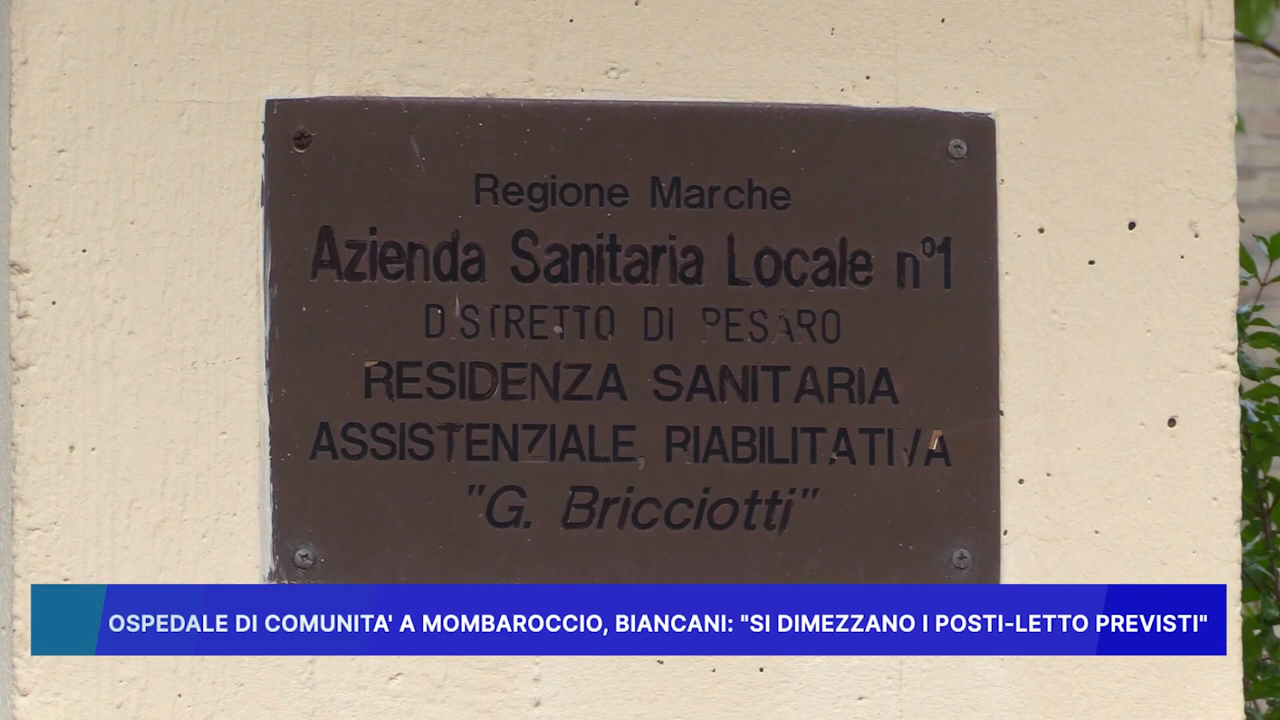 Regione Marche
Azienda Sanitaria Locale n°1
DISTRETTO DI PESARO
RESIDENZA SANITARIA
ASSISTENZIALE RIABILITATIVA
"G. Bricciotti"
OSPEDALE DI COMUNITA' A MOMBAROCCIO, BIANCANI: "SI DIMEZZANO I POSTI-LETTO PREVISTI"